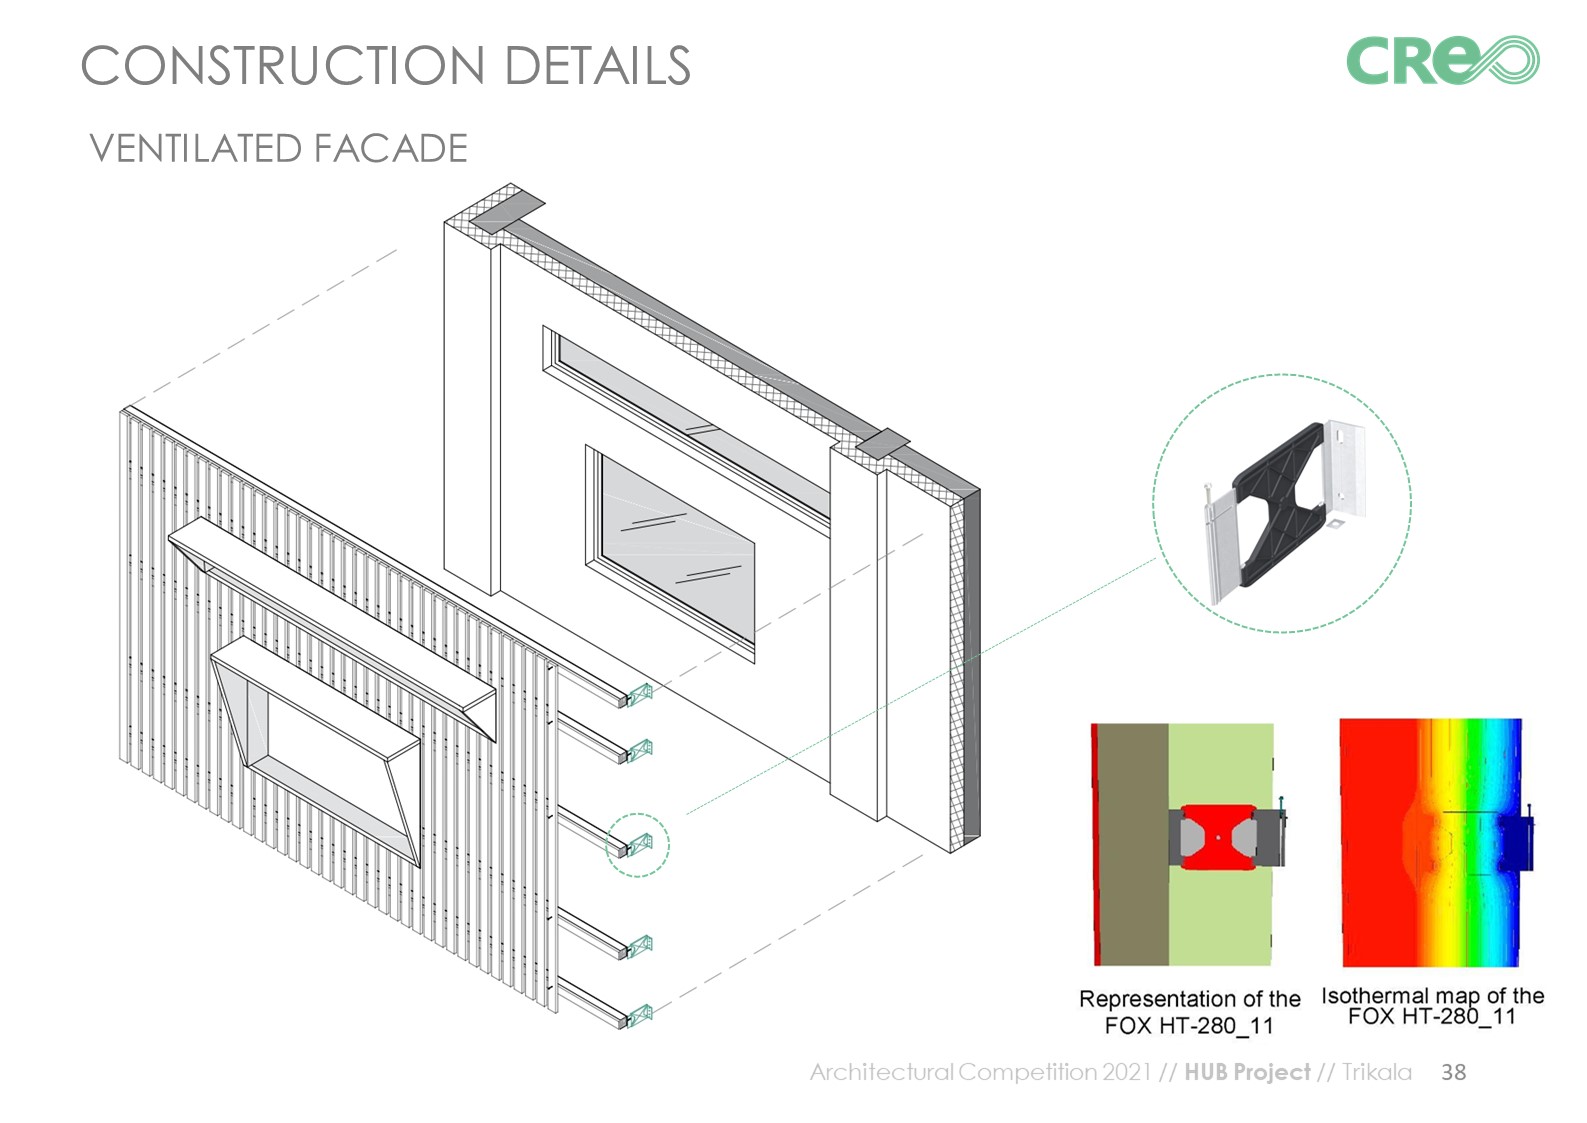 CONSTRUCTION DETAILS
CREO
VENTILATED FACADE
Representation of the
FOX HT-280_11
Isothermal map of the
FOX HT-280_11
Architectural Competition 2021 // HUB Project // Trikala 38